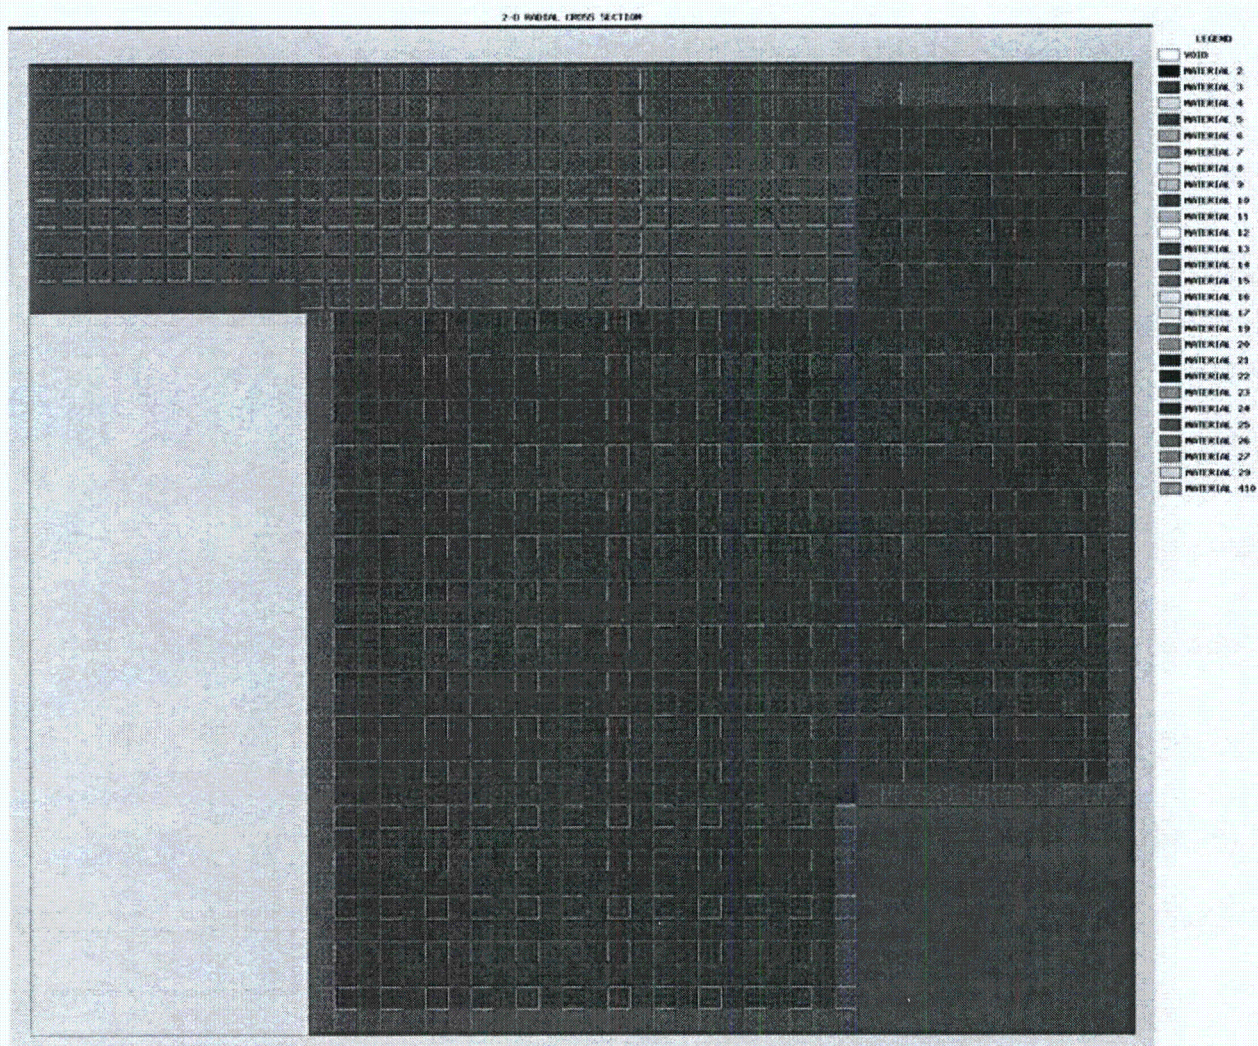 2-D RADIAL CROSS SECTION
LEGEND
VOID
MATERIAL 2
MATERIAL 3
MATERIAL 4
MATERIAL 5
MATERIAL 6
MATERIAL 7
MATERIAL 8
MATERIAL 9
MATERIAL 10
MATERIAL 11
MATERIAL 12
MATERIAL 13
MATERIAL 14
MATERIAL 15
MATERIAL 16
MATERIAL 17
MATERIAL 19
MATERIAL 20
MATERIAL 21
MATERIAL 22
MATERIAL 23
MATERIAL 24
MATERIAL 25
MATERIAL 26
MATERIAL 27
MATERIAL 29
MATERIAL 410